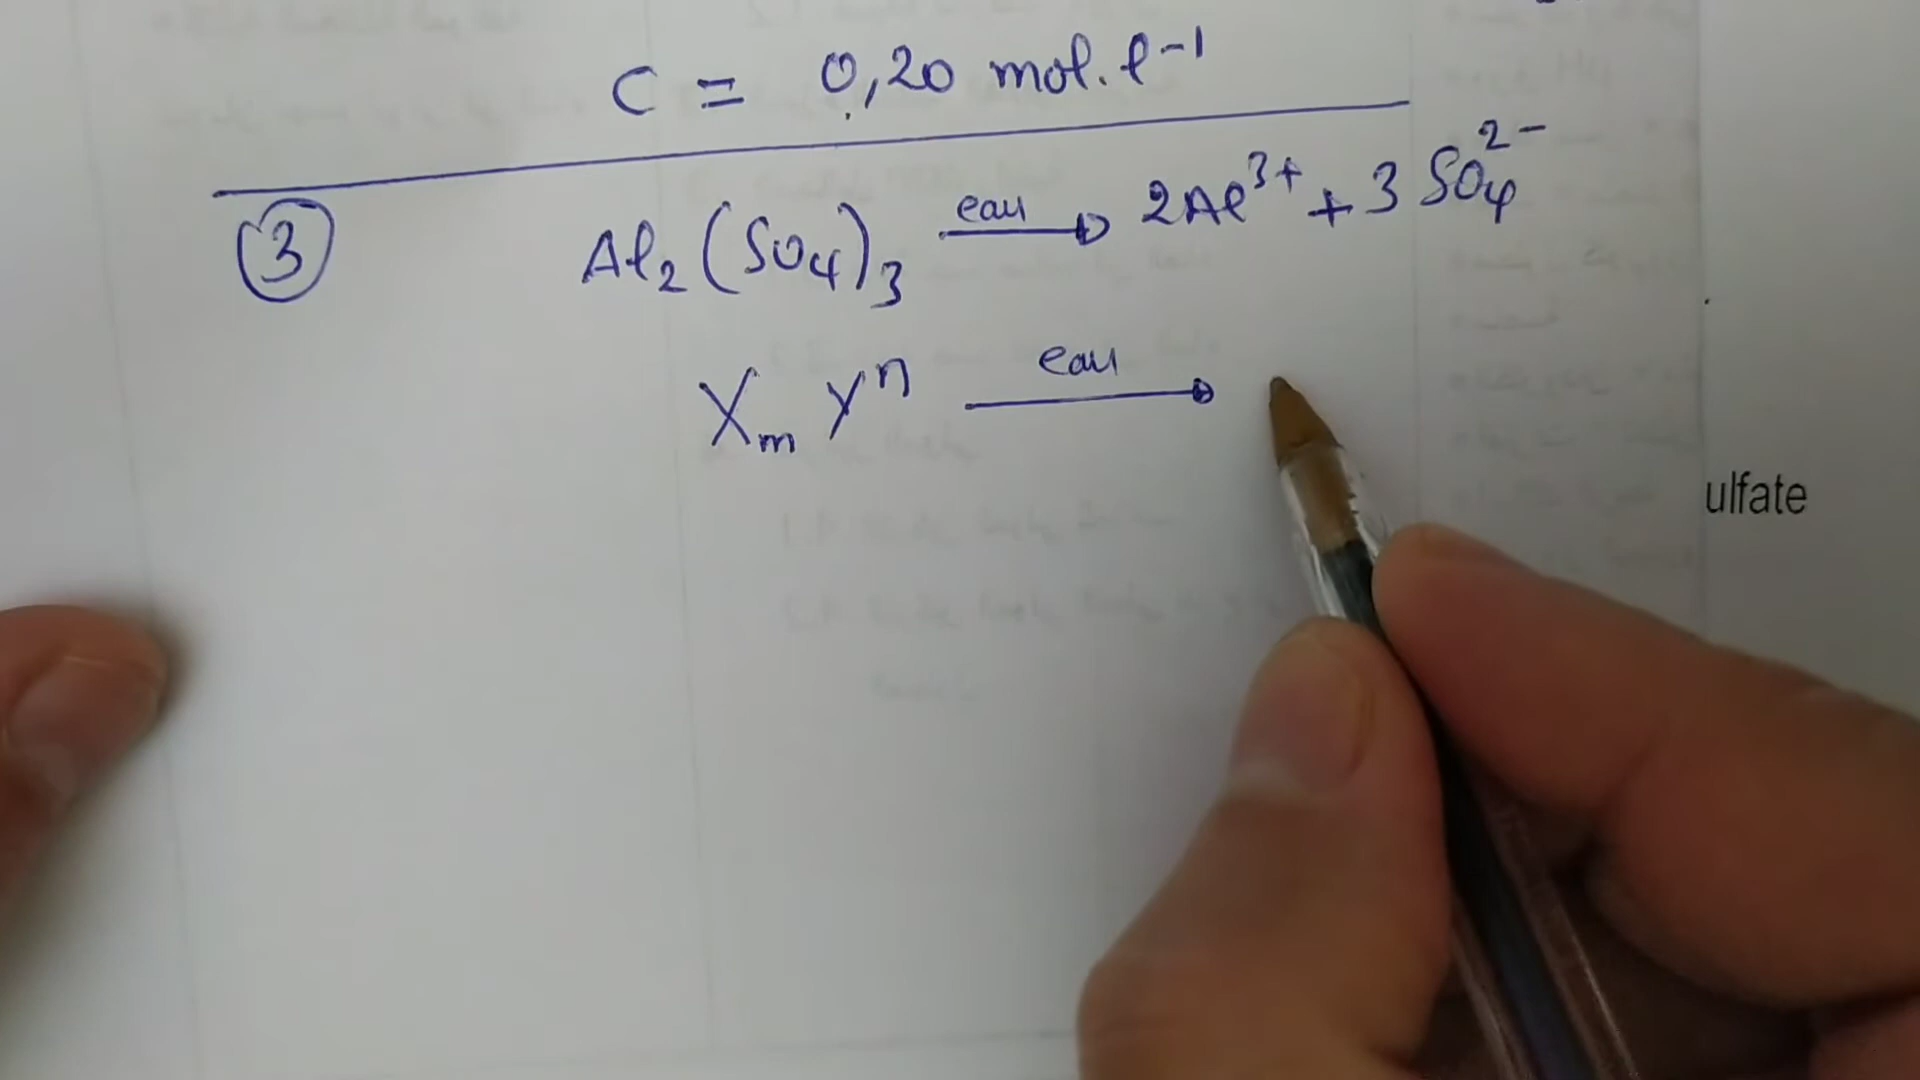 C = 0,20 mol.l⁻¹
③ Al₂(SO₄)₃ eau→ 2Al³⁺ + 3 SO₄²⁻
Xₘ Yⁿ eau→
ulfate